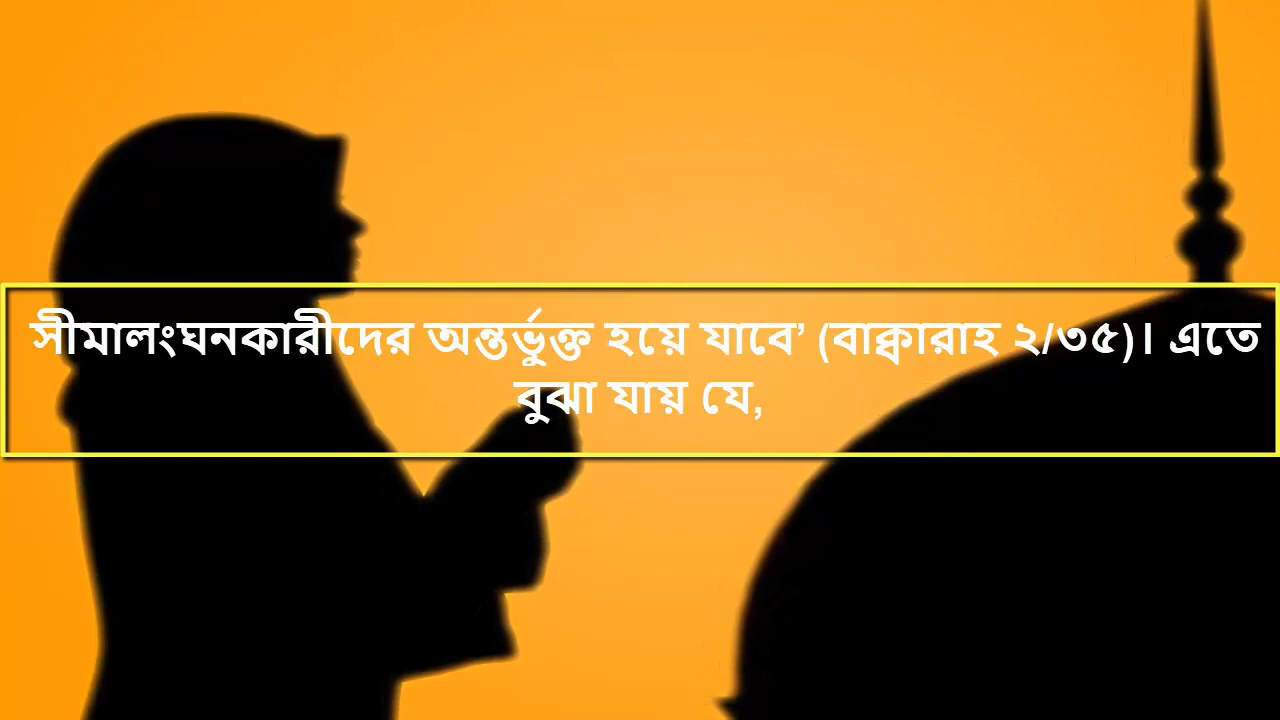 সীমালংঘনকারীদের অন্তর্ভুক্ত হয়ে যাবে’ (বাক্বারাহ ২/৩৫)। এতে
বুঝা যায় যে,